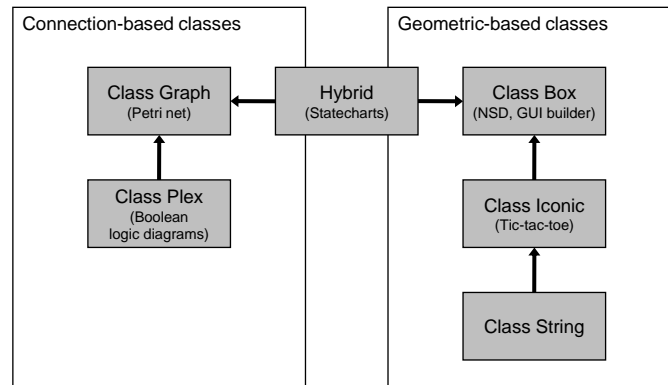 Connection-based classes
Geometric-based classes
Class Graph
(Petri net)
Hybrid
(Statecharts)
Class Box
(NSD, GUI builder)
Class Plex
(Boolean
logic diagrams)
Class Iconic
(Tic-tac-toe)
Class String